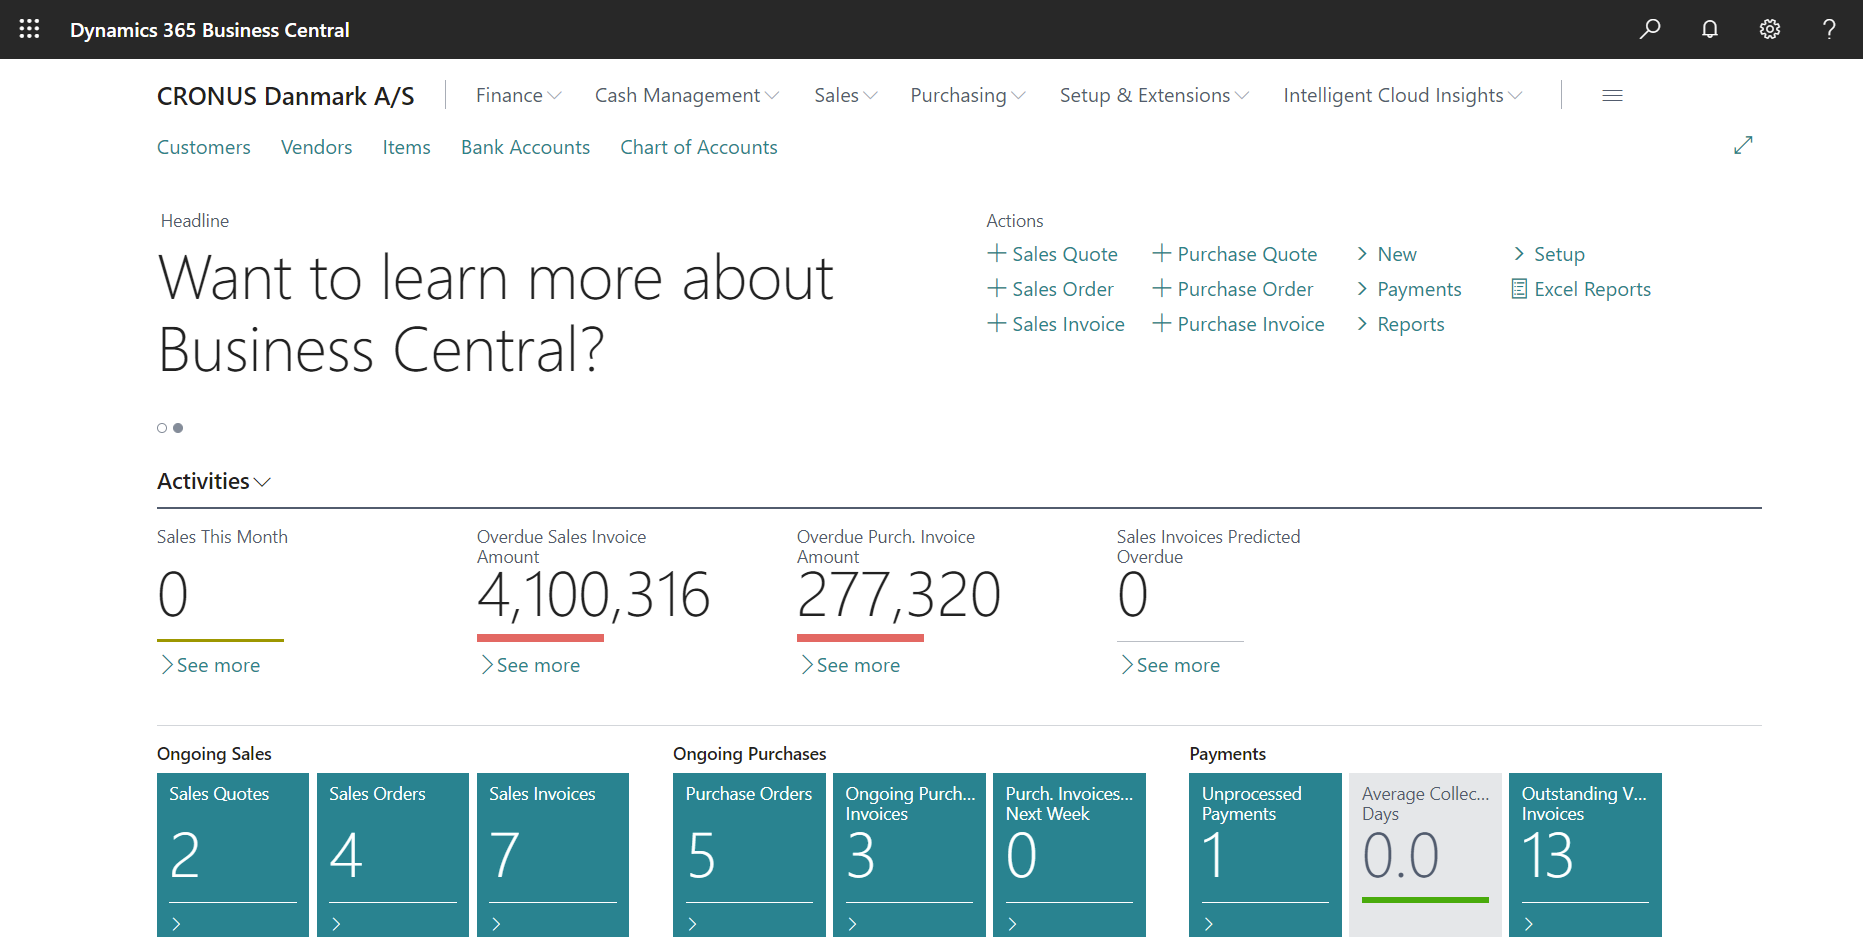 Dynamics 365 Business Central
CRONUS Danmark A/S
Finance
Cash Management
Sales
Purchasing
Setup & Extensions
Intelligent Cloud Insights
Customers
Vendors
Items
Bank Accounts
Chart of Accounts
Headline
Want to learn more about
Business Central?
Actions
Sales Quote
Purchase Quote
New
Setup
Sales Order
Purchase Order
Payments
Excel Reports
Sales Invoice
Purchase Invoice
Reports
Activities
Sales This Month
0
See more
Overdue Sales Invoice
Amount
4,100,316
See more
Overdue Purch. Invoice
Amount
277,320
See more
Sales Invoices Predicted
Overdue
0
See more
Ongoing Sales
Sales Quotes
2
Sales Orders
4
Sales Invoices
7
Ongoing Purchases
Purchase Orders
5
Ongoing Purch...
Invoices
3
Purch. Invoices...
Next Week
0
Payments
Unprocessed
Payments
1
Average Collec...
Days
0.0
Outstanding V...
Invoices
13